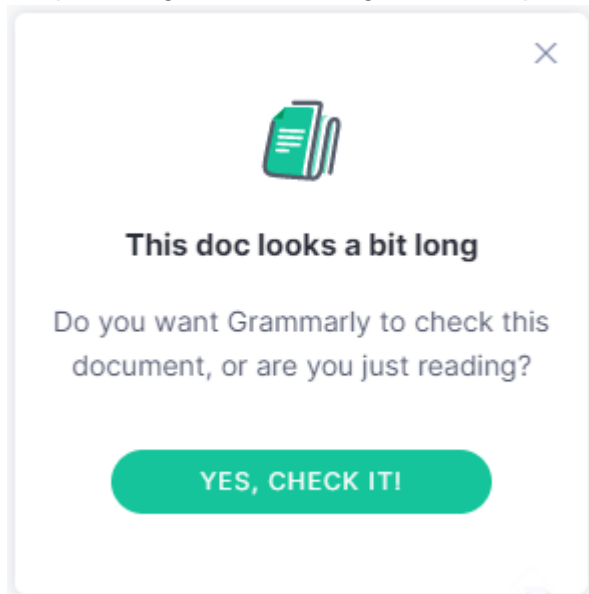 This doc looks a bit long
Do you want Grammarly to check this
document, or are you just reading?
YES, CHECK IT!